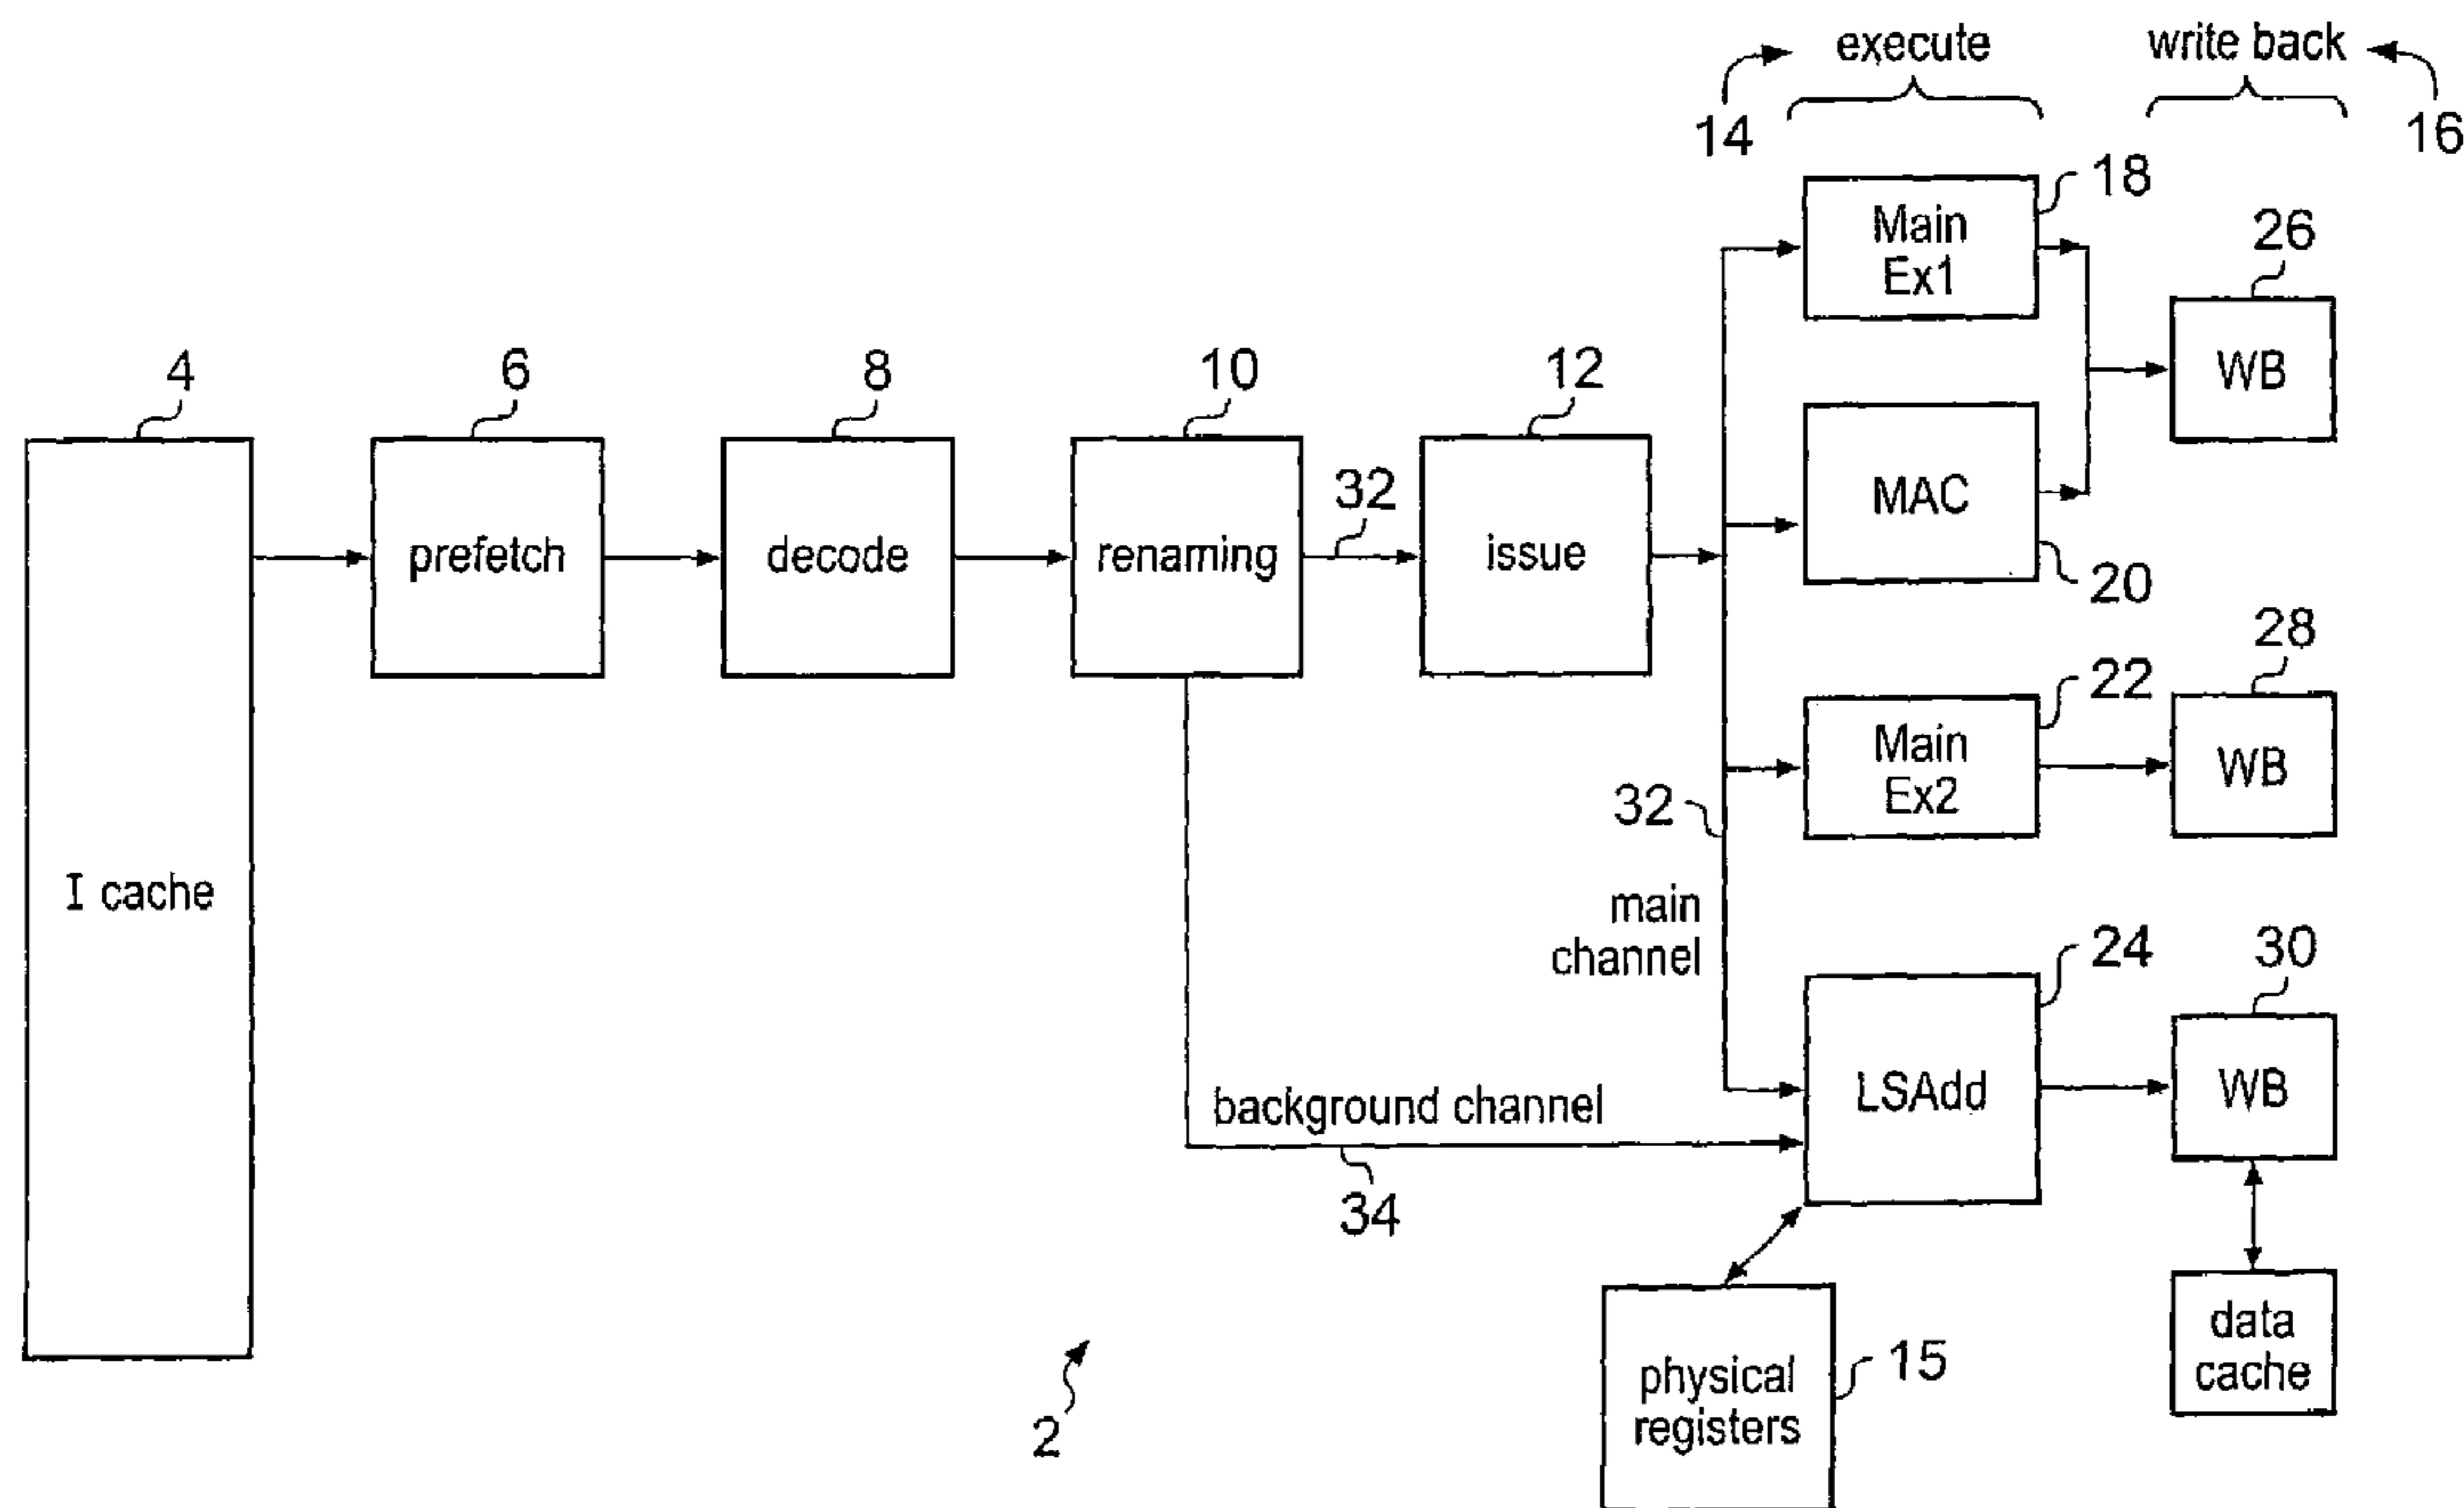 execute
write back
14
16
18
Main
Ex1
26
WB
4
6
8
10
12
32
MAC
20
I cache
prefetch
decode
renaming
issue
28
22
Main
Ex2
WB
32
main
channel
24
30
LSAdd
WB
background channel
34
data
cache
physical
registers
15
2